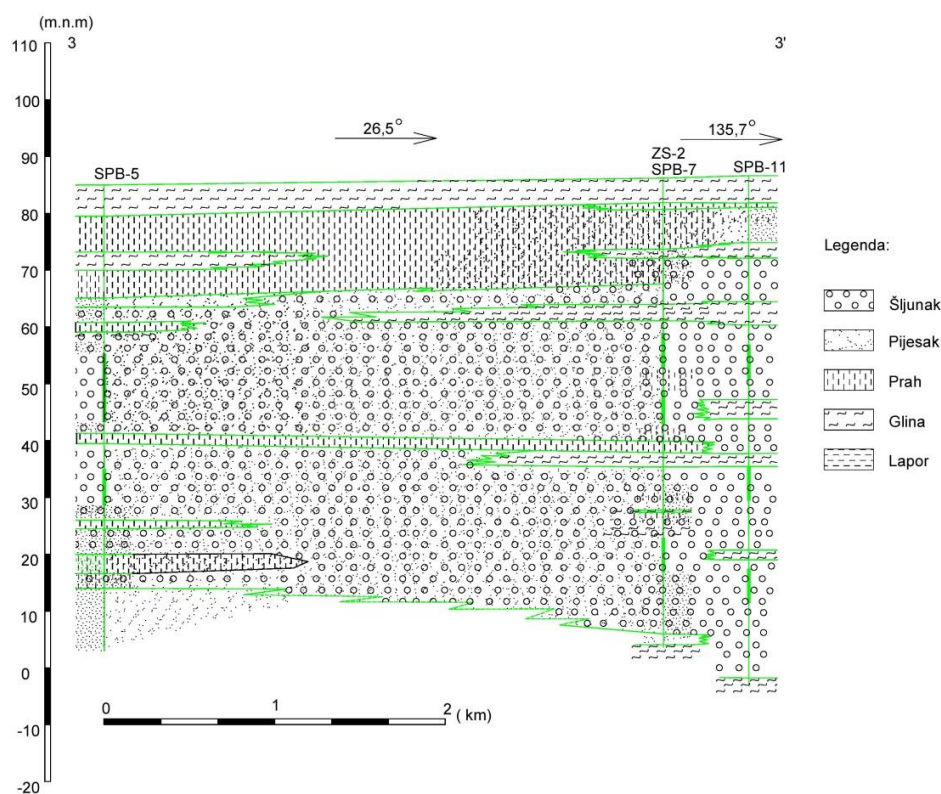 (m.n.m)
3
3'
110
100
90
80
70
60
50
40
30
20
10
0
-10
-20
26,5°
135,7°
SPB-5
ZS-2
SPB-7
SPB-11
Legenda:
Šljunak
Pijesak
Prah
Glina
Lapor
0
1
2
( km)